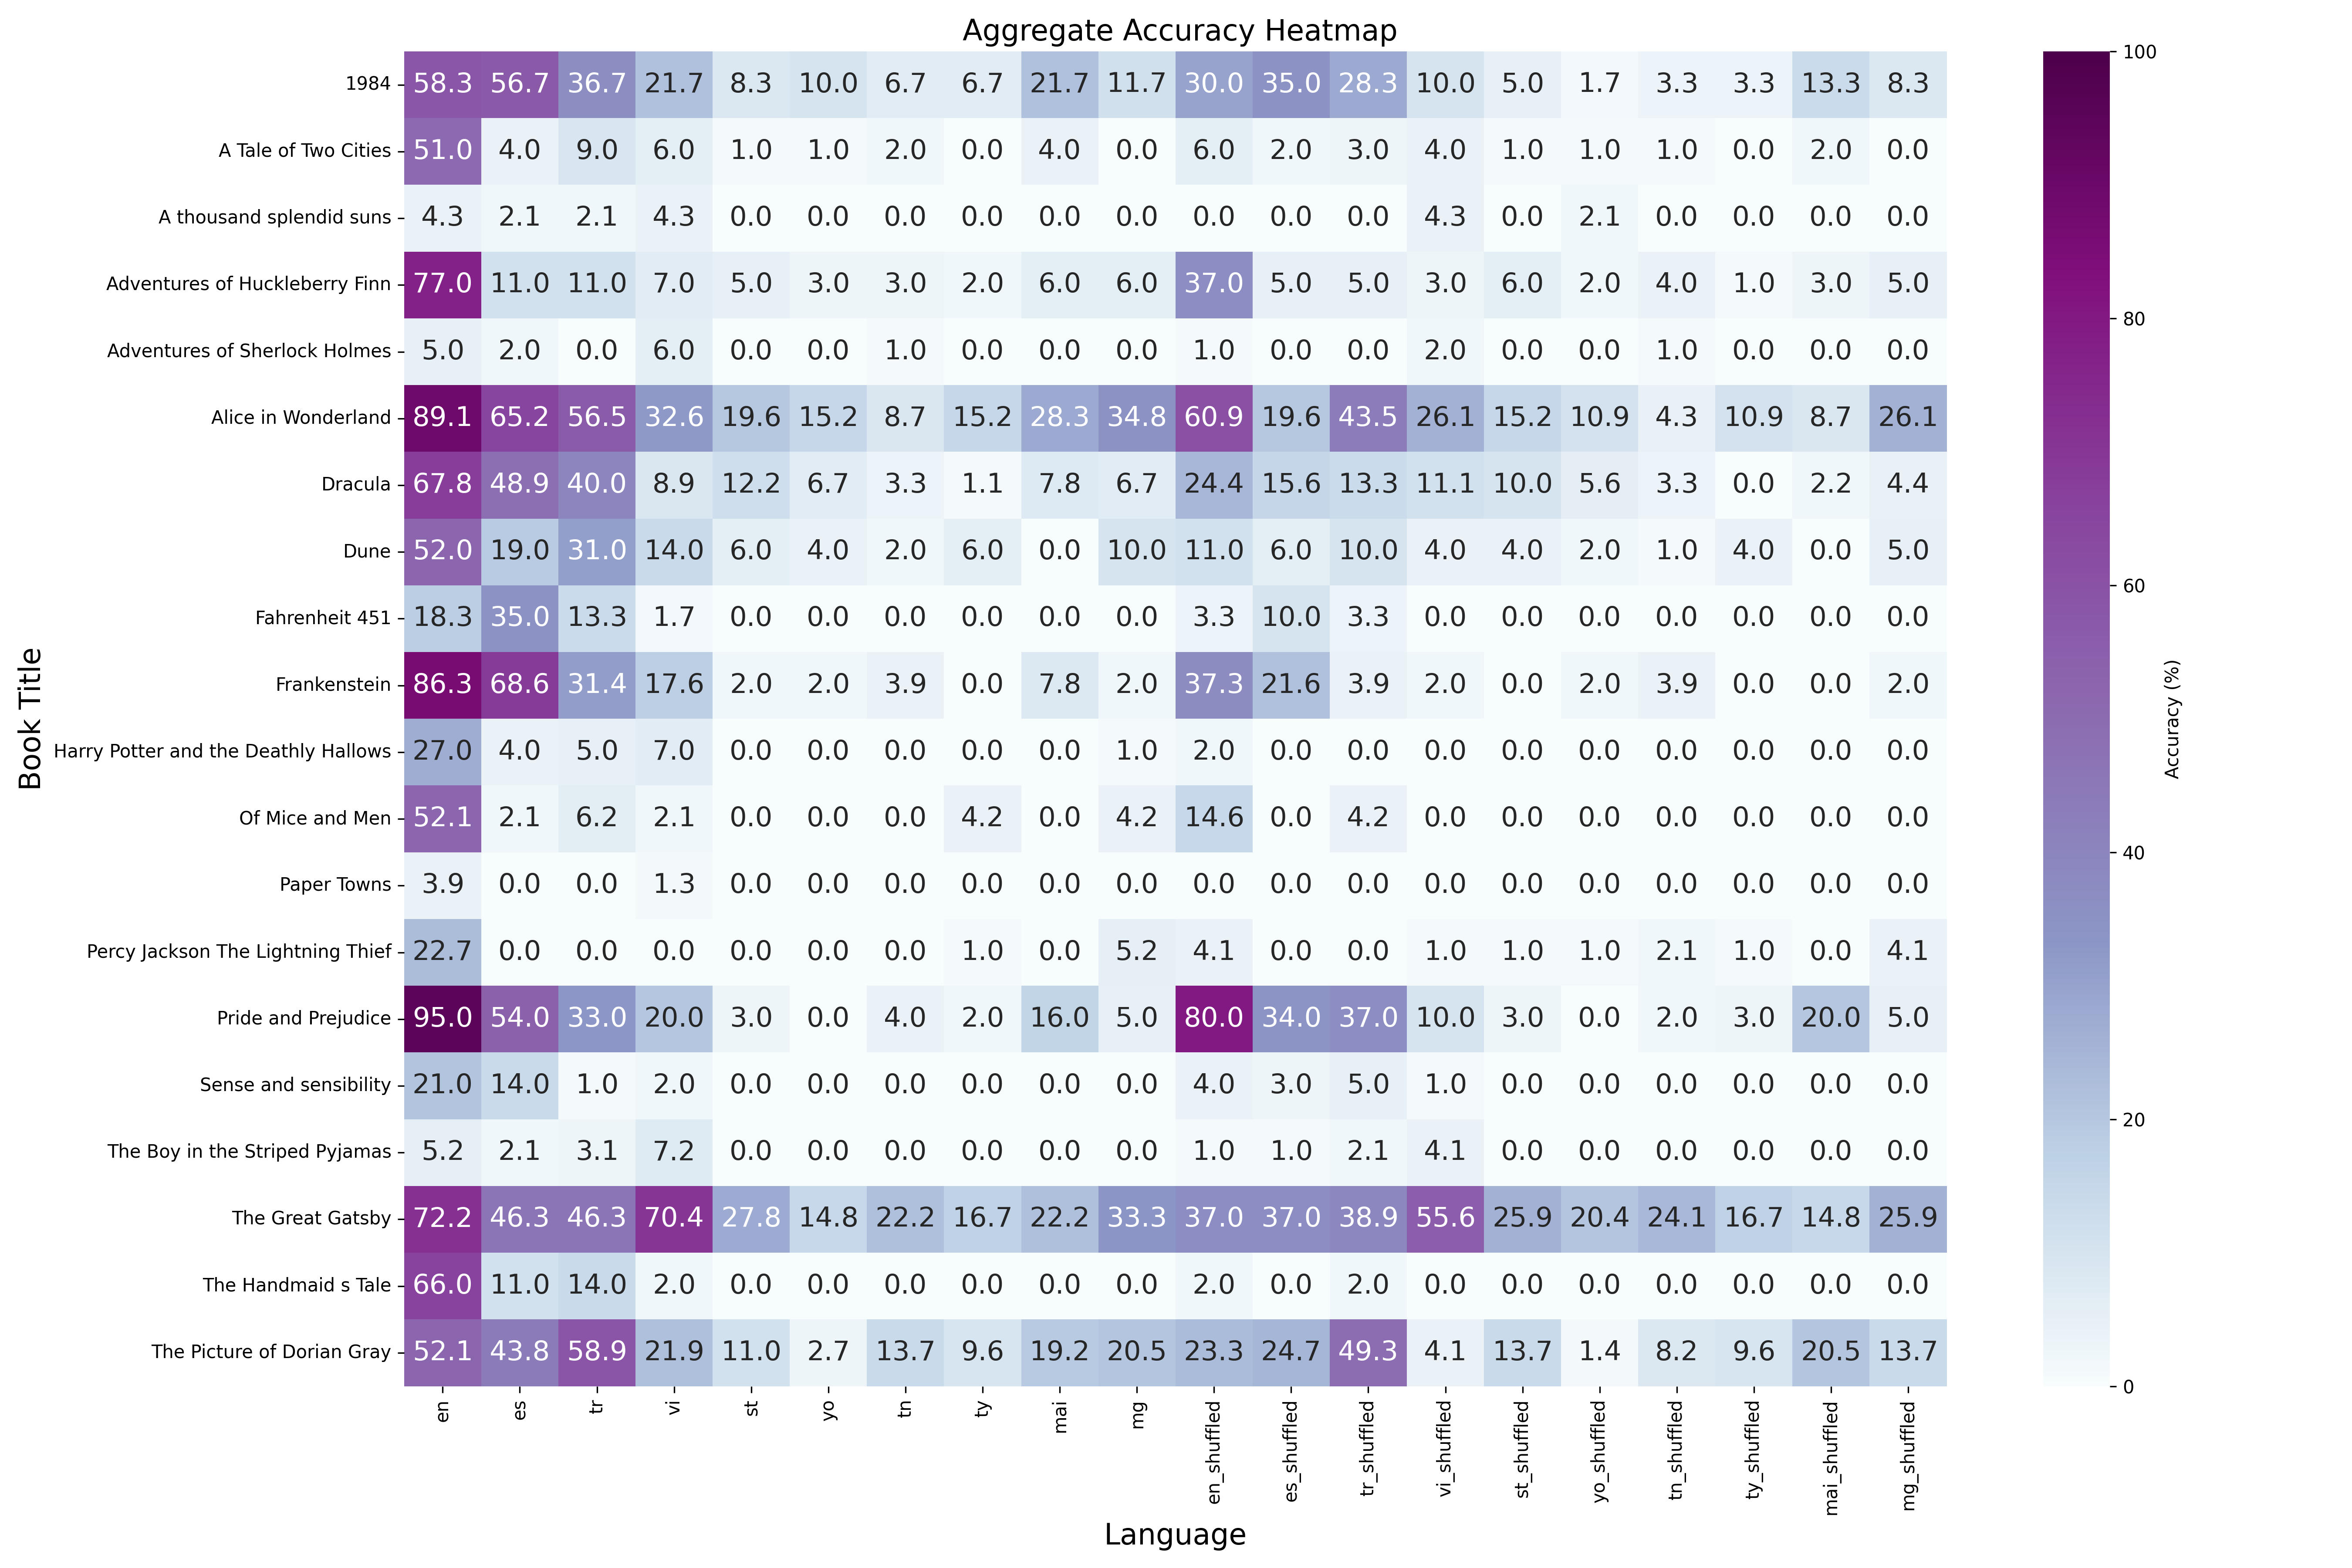 Aggregate Accuracy Heatmap
Book Title
1984 58.3 56.7 36.7 21.7 8.3 10.0 6.7 6.7 21.7 11.7 30.0 35.0 28.3 10.0 5.0 1.7 3.3 3.3 13.3 8.3
A Tale of Two Cities 51.0 4.0 9.0 6.0 1.0 1.0 2.0 0.0 4.0 0.0 6.0 2.0 3.0 4.0 1.0 1.0 1.0 0.0 2.0 0.0
A thousand splendid suns 4.3 2.1 2.1 4.3 0.0 0.0 0.0 0.0 0.0 0.0 0.0 0.0 0.0 4.3 0.0 2.1 0.0 0.0 0.0 0.0
Adventures of Huckleberry Finn 77.0 11.0 11.0 7.0 5.0 3.0 3.0 2.0 6.0 6.0 37.0 5.0 5.0 3.0 6.0 2.0 4.0 1.0 3.0 5.0
Adventures of Sherlock Holmes 5.0 2.0 0.0 6.0 0.0 0.0 1.0 0.0 0.0 0.0 1.0 0.0 0.0 2.0 0.0 0.0 1.0 0.0 0.0 0.0
Alice in Wonderland 89.1 65.2 56.5 32.6 19.6 15.2 8.7 15.2 28.3 34.8 60.9 19.6 43.5 26.1 15.2 10.9 4.3 10.9 8.7 26.1
Dracula 67.8 48.9 40.0 8.9 12.2 6.7 3.3 1.1 7.8 6.7 24.4 15.6 13.3 11.1 10.0 5.6 3.3 0.0 2.2 4.4
Dune 52.0 19.0 31.0 14.0 6.0 4.0 2.0 6.0 0.0 10.0 11.0 6.0 10.0 4.0 4.0 2.0 1.0 4.0 0.0 5.0
Fahrenheit 451 18.3 35.0 13.3 1.7 0.0 0.0 0.0 0.0 0.0 0.0 3.3 10.0 3.3 0.0 0.0 0.0 0.0 0.0 0.0 0.0
Frankenstein 86.3 68.6 31.4 17.6 2.0 2.0 3.9 0.0 7.8 2.0 37.3 21.6 3.9 2.0 0.0 2.0 3.9 0.0 0.0 2.0
Harry Potter and the Deathly Hallows 27.0 4.0 5.0 7.0 0.0 0.0 0.0 0.0 0.0 1.0 2.0 0.0 0.0 0.0 0.0 0.0 0.0 0.0 0.0 0.0
Of Mice and Men 52.1 2.1 6.2 2.1 0.0 0.0 0.0 4.2 0.0 4.2 14.6 0.0 4.2 0.0 0.0 0.0 0.0 0.0 0.0 0.0
Paper Towns 3.9 0.0 0.0 1.3 0.0 0.0 0.0 0.0 0.0 0.0 0.0 0.0 0.0 0.0 0.0 0.0 0.0 0.0 0.0 0.0
Percy Jackson The Lightning Thief 22.7 0.0 0.0 0.0 0.0 0.0 0.0 1.0 0.0 5.2 4.1 0.0 0.0 1.0 1.0 1.0 2.1 1.0 0.0 4.1
Pride and Prejudice 95.0 54.0 33.0 20.0 3.0 0.0 4.0 2.0 16.0 5.0 80.0 34.0 37.0 10.0 3.0 0.0 2.0 3.0 20.0 5.0
Sense and sensibility 21.0 14.0 1.0 2.0 0.0 0.0 0.0 0.0 0.0 0.0 4.0 3.0 5.0 1.0 0.0 0.0 0.0 0.0 0.0 0.0
The Boy in the Striped Pyjamas 5.2 2.1 3.1 7.2 0.0 0.0 0.0 0.0 0.0 0.0 1.0 1.0 2.1 4.1 0.0 0.0 0.0 0.0 0.0 0.0
The Great Gatsby 72.2 46.3 46.3 70.4 27.8 14.8 22.2 16.7 22.2 33.3 37.0 37.0 38.9 55.6 25.9 20.4 24.1 16.7 14.8 25.9
The Handmaid s Tale 66.0 11.0 14.0 2.0 0.0 0.0 0.0 0.0 0.0 0.0 2.0 0.0 2.0 0.0 0.0 0.0 0.0 0.0 0.0 0.0
The Picture of Dorian Gray 52.1 43.8 58.9 21.9 11.0 2.7 13.7 9.6 19.2 20.5 23.3 24.7 49.3 4.1 13.7 1.4 8.2 9.6 20.5 13.7
en es tr vi st yo tn ty mai mg en_shuffled es_shuffled tr_shuffled vi_shuffled st_shuffled yo_shuffled tn_shuffled ty_shuffled mai_shuffled mg_shuffled
Language
100
80
60
40
20
0
Accuracy (%)